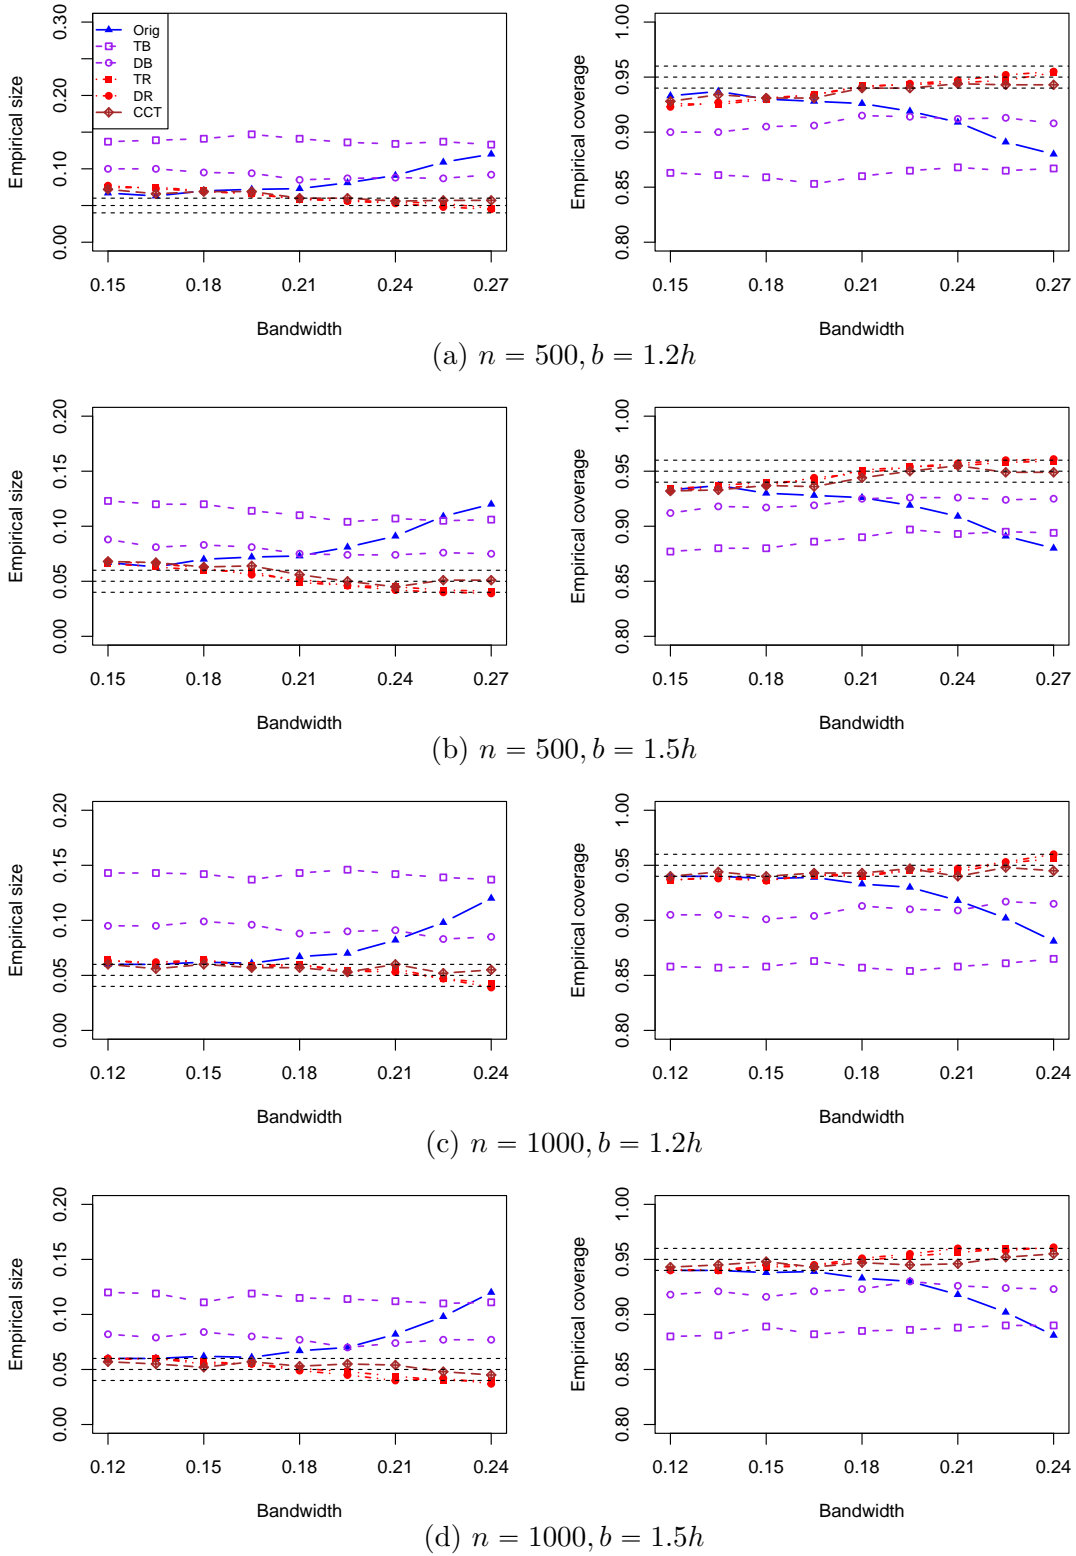 Empirical size
0.00 0.10 0.20 0.30
Orig
TB
DB
TR
DR
CCT
0.15 0.18 0.21 0.24 0.27
Bandwidth
Empirical coverage
0.80 0.85 0.90 0.95 1.00
0.15 0.18 0.21 0.24 0.27
Bandwidth
(a) n = 500, b = 1.2h
Empirical size
0.00 0.05 0.10 0.15 0.20
0.15 0.18 0.21 0.24 0.27
Bandwidth
Empirical coverage
0.80 0.85 0.90 0.95 1.00
0.15 0.18 0.21 0.24 0.27
Bandwidth
(b) n = 500, b = 1.5h
Empirical size
0.00 0.05 0.10 0.15 0.20
0.12 0.15 0.18 0.21 0.24
Bandwidth
Empirical coverage
0.80 0.85 0.90 0.95 1.00
0.12 0.15 0.18 0.21 0.24
Bandwidth
(c) n = 1000, b = 1.2h
Empirical size
0.00 0.05 0.10 0.15 0.20
0.12 0.15 0.18 0.21 0.24
Bandwidth
Empirical coverage
0.80 0.85 0.90 0.95 1.00
0.12 0.15 0.18 0.21 0.24
Bandwidth
(d) n = 1000, b = 1.5h